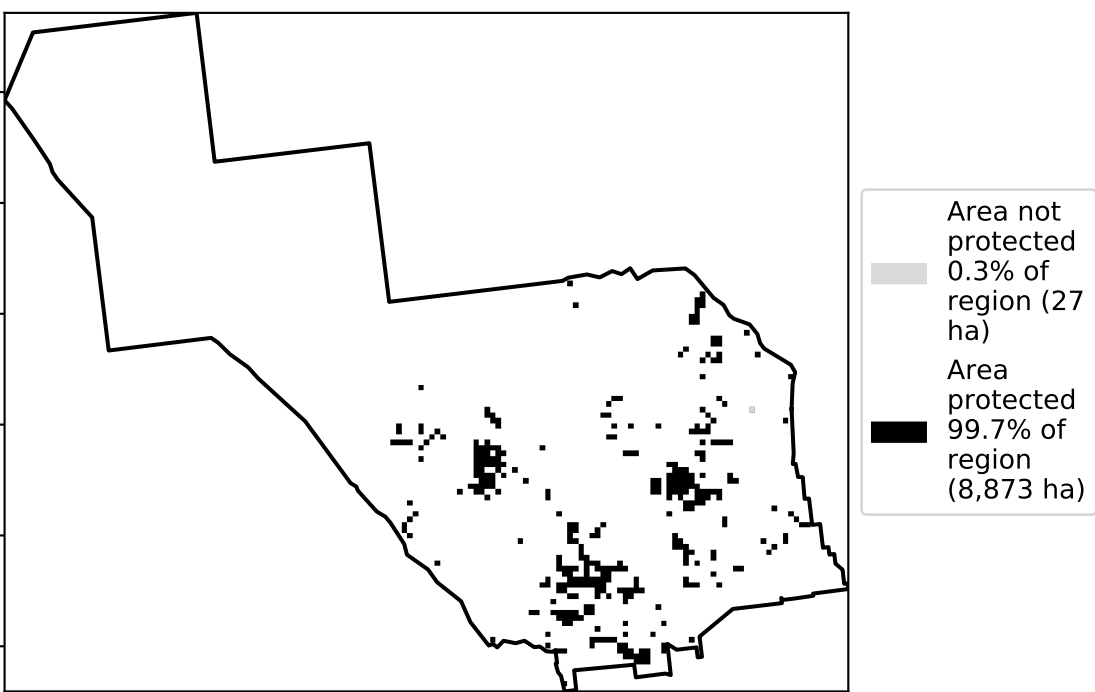 Area not
protected
0.3% of
region (27
ha)
Area
protected
99.7% of
region
(8,873 ha)